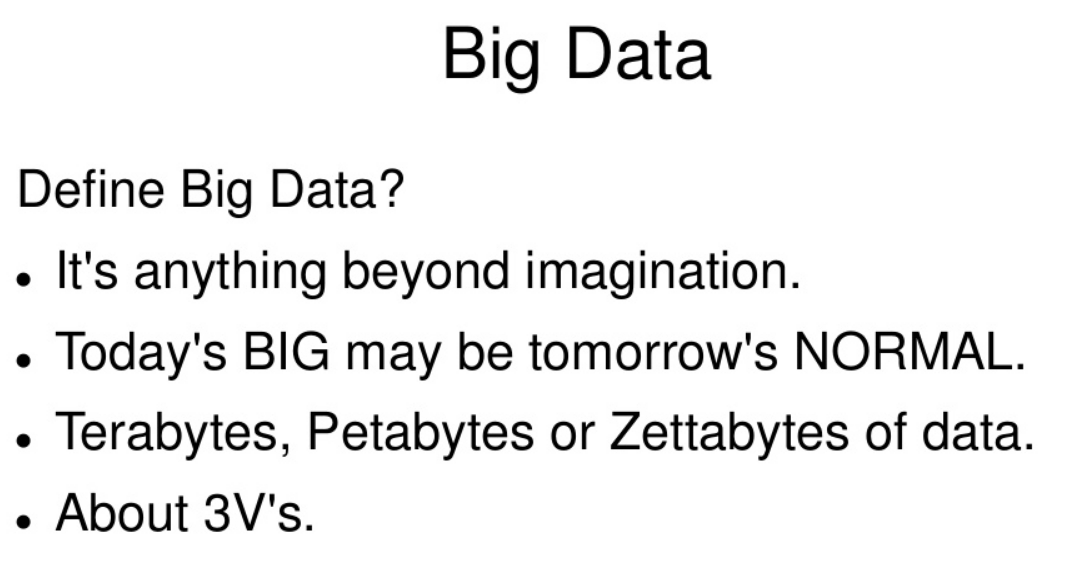 Big Data
Define Big Data?
• It's anything beyond imagination.
• Today's BIG may be tomorrow's NORMAL.
• Terabytes, Petabytes or Zettabytes of data.
• About 3V's.